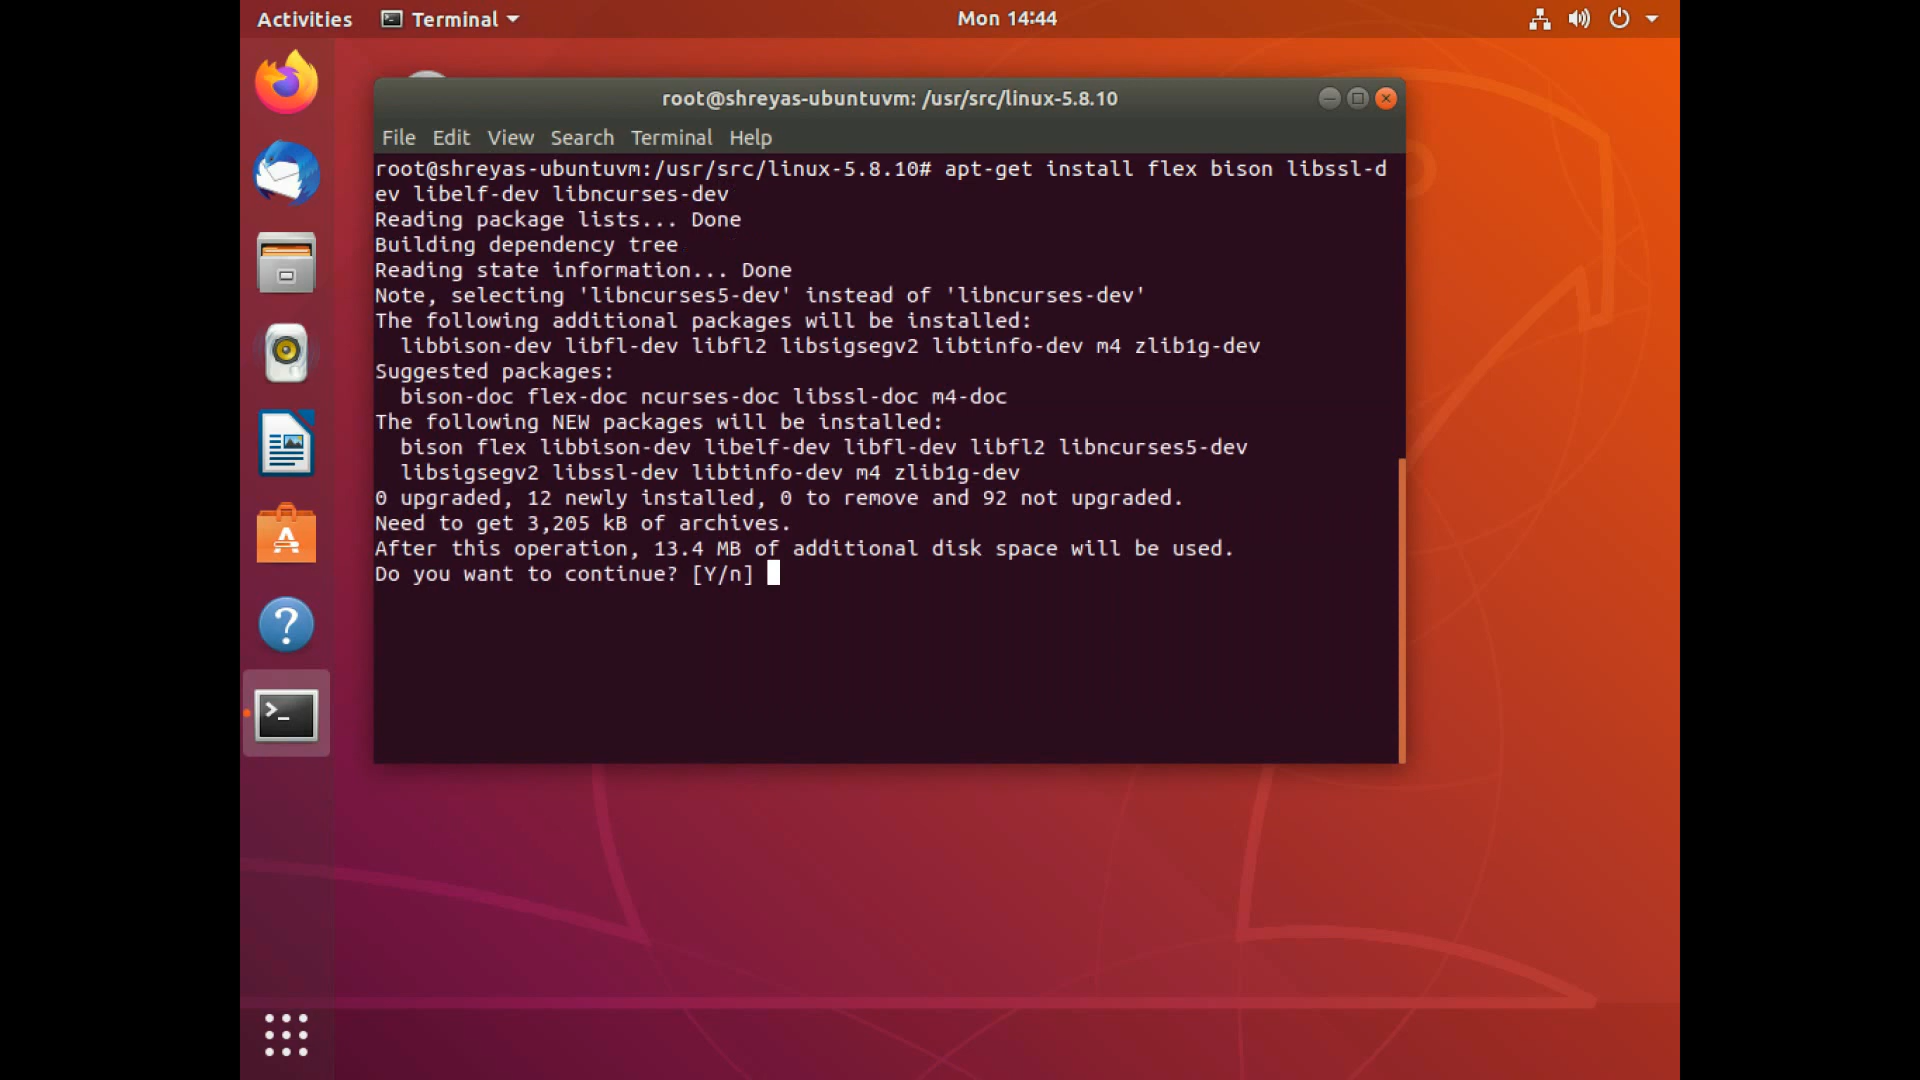 Activities Terminal Mon 14:44
root@shreyas-ubuntuvm: /usr/src/linux-5.8.10
File Edit View Search Terminal Help
root@shreyas-ubuntuvm:/usr/src/linux-5.8.10# apt-get install flex bison libssl-d
ev libelf-dev libncurses-dev
Reading package lists... Done
Building dependency tree
Reading state information... Done
Note, selecting 'libncurses5-dev' instead of 'libncurses-dev'
The following additional packages will be installed:
  libbison-dev libfl-dev libfl2 libsigsegv2 libtinfo-dev m4 zlib1g-dev
Suggested packages:
  bison-doc flex-doc ncurses-doc libssl-doc m4-doc
The following NEW packages will be installed:
  bison flex libbison-dev libelf-dev libfl-dev libfl2 libncurses5-dev
  libsigsegv2 libssl-dev libtinfo-dev m4 zlib1g-dev
0 upgraded, 12 newly installed, 0 to remove and 92 not upgraded.
Need to get 3,205 kB of archives.
After this operation, 13.4 MB of additional disk space will be used.
Do you want to continue? [Y/n]